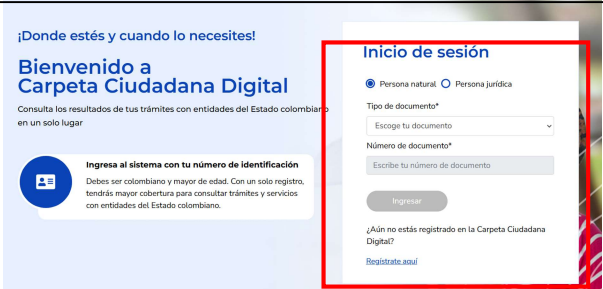 ¡Donde estés y cuando lo necesites!
Bienvenido a
Carpeta Ciudadana Digital
Consulta los resultados de tus trámites con entidades del Estado colombiano
en un solo lugar
Ingresa al sistema con tu número de identificación
Debes ser colombiano y mayor de edad. Con un solo registro,
tendrás mayor cobertura para consultar trámites y servicios
con entidades del Estado colombiano.
Inicio de sesión
Persona natural Persona jurídica
Tipo de documento*
Escoge tu documento
Número de documento*
Escribe tu número de documento
Ingresar
¿Aún no estás registrado en la Carpeta Ciudadana
Digital?
Regístrate aquí